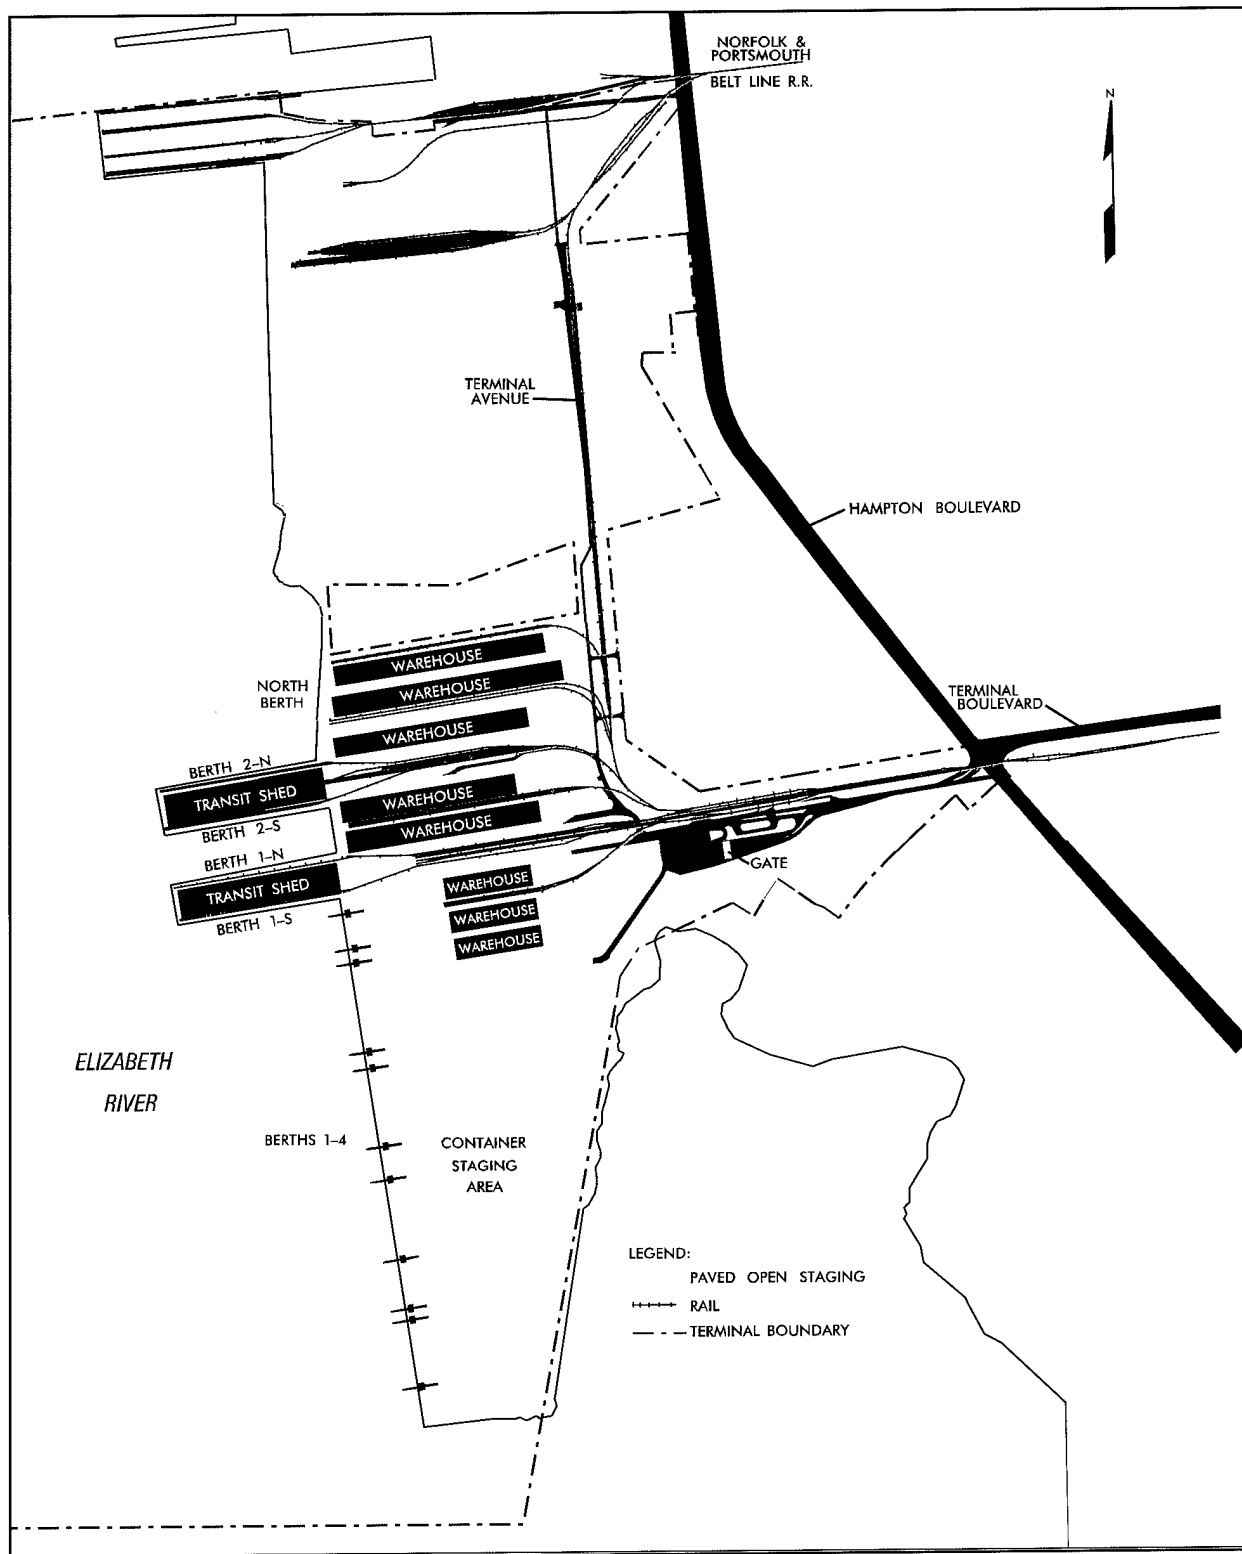 NORFOLK &
PORTSMOUTH
BELT LINE R.R.
N
TERMINAL
AVENUE
HAMPTON BOULEVARD
WAREHOUSE
WAREHOUSE
NORTH
BERTH
TERMINAL
BOULEVARD
WAREHOUSE
BERTH 2-N
TRANSIT SHED
WAREHOUSE
BERTH 2-S
WAREHOUSE
BERTH 1-N
GATE
TRANSIT SHED
WAREHOUSE
BERTH 1-S
WAREHOUSE
WAREHOUSE
ELIZABETH
RIVER
BERTHS 1-4
CONTAINER
STAGING
AREA
LEGEND:
PAVED OPEN STAGING
RAIL
TERMINAL BOUNDARY